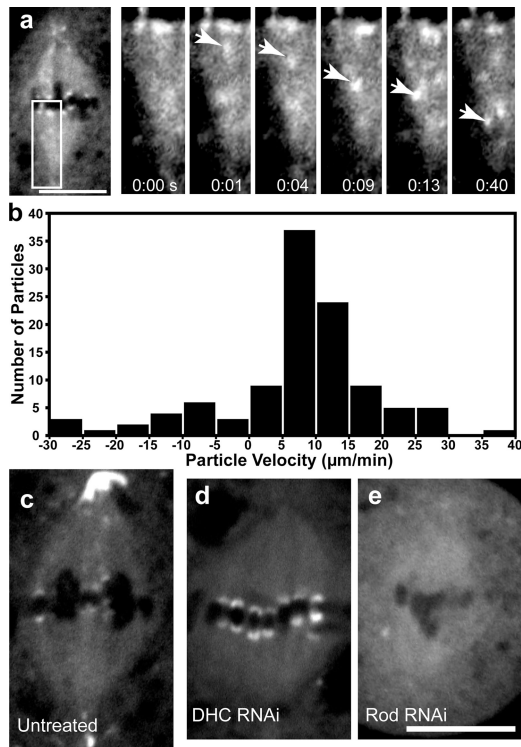 a
0:00 s 0:01 0:04 0:09 0:13 0:40
b
Number of Particles
40
35
30
25
20
15
10
5
0
-30 -25 -20 -15 -10 -5 0 5 10 15 20 25 30 35 40
Particle Velocity (µm/min)
c d e
Untreated DHC RNAi Rod RNAi